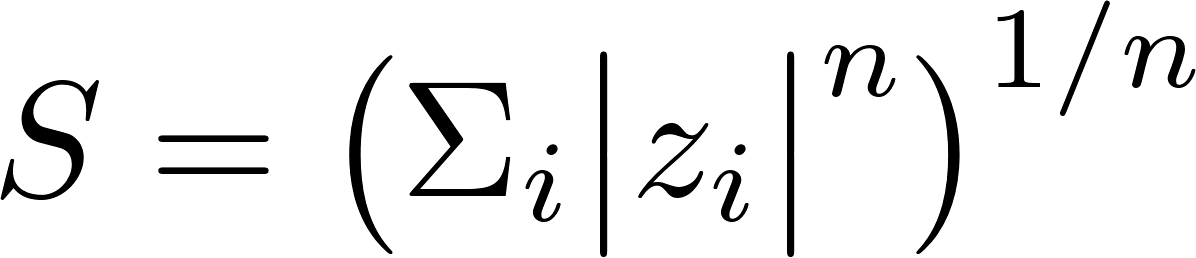 S = (Σ_i |z_i|^n)^{1/n}